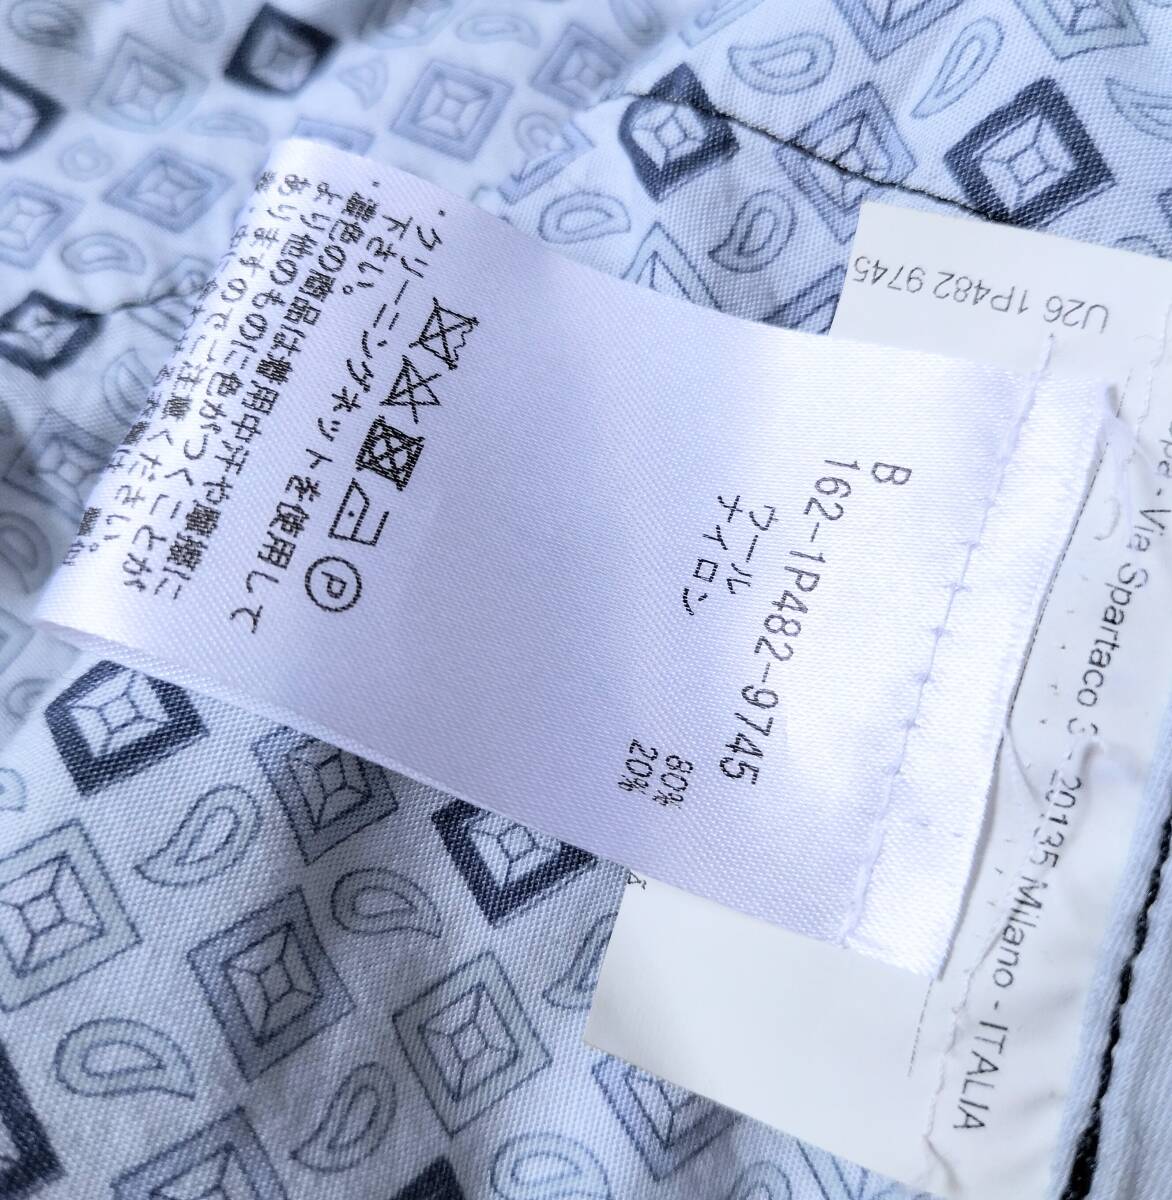 B
162-1P482-9745
ウール 80%
ナイロン 20%
P
・クリーニングネットを使用して
下さい。
・濃色の商品は着用中汗や摩擦に
より他のものに色がつくことが
ありますのでご注意ください。
U26 1P482 9745
- Via Spartaco 3 - 20135 Milano - ITALIA